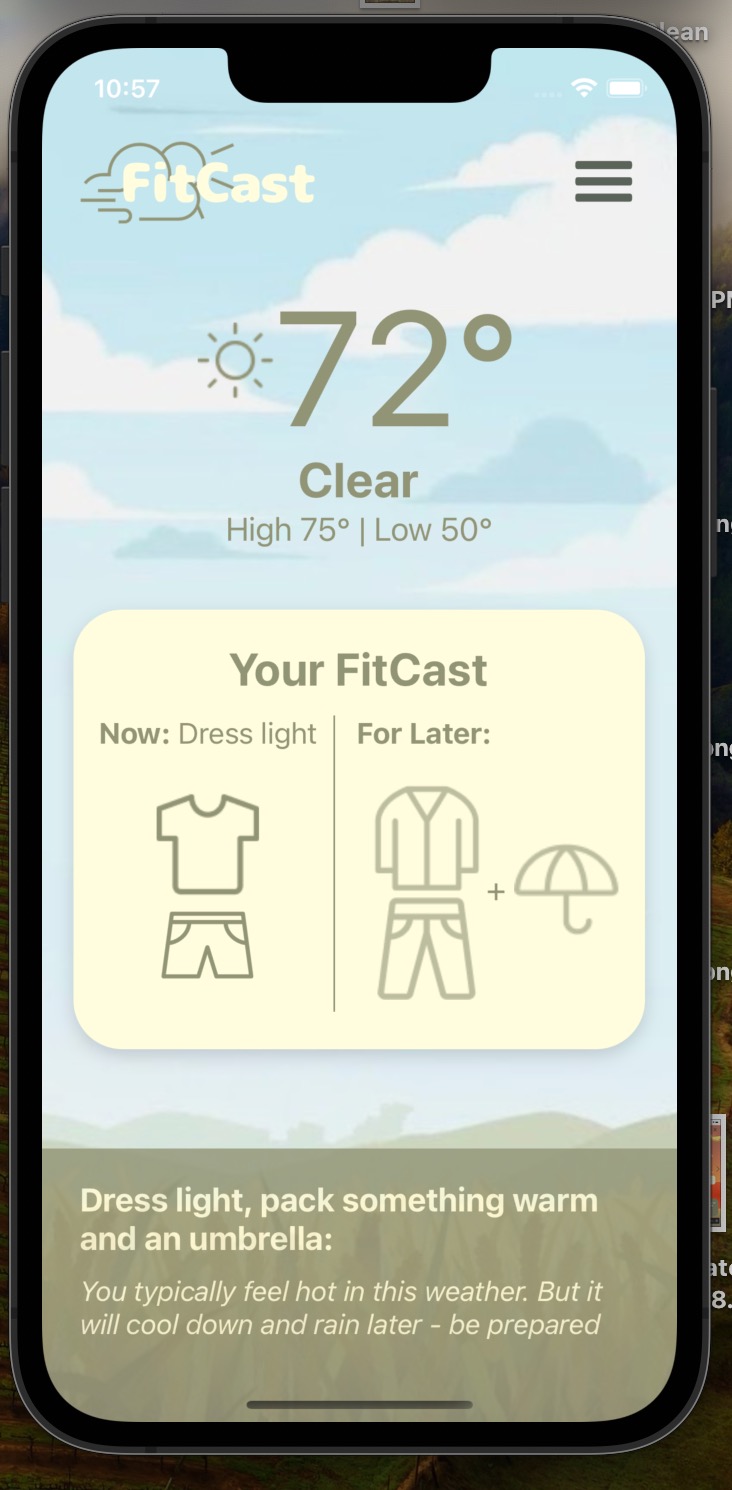 lean
10:57
FitCast
72°
Clear
High 75° | Low 50°
Your FitCast
Now: Dress light
For Later:
+
Dress light, pack something warm
and an umbrella:
You typically feel hot in this weather. But it
will cool down and rain later - be prepared
8.